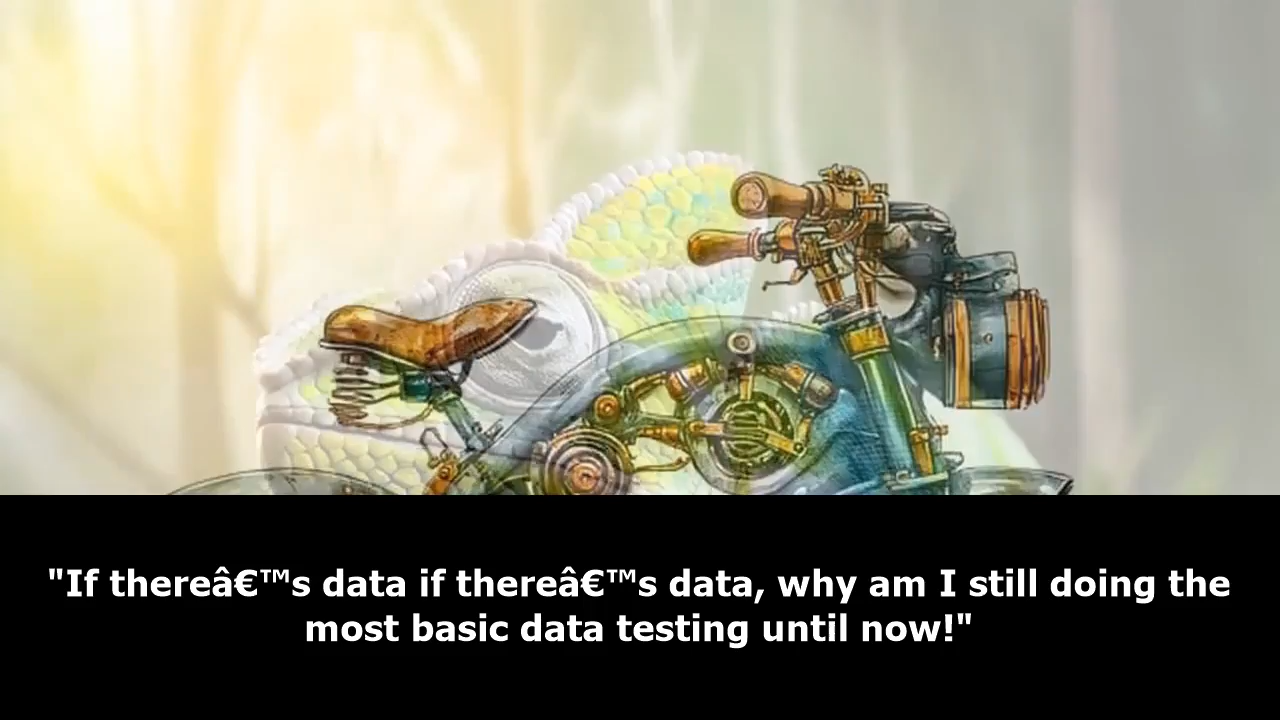 "If thereâ€™s data if thereâ€™s data, why am I still doing the
most basic data testing until now!"